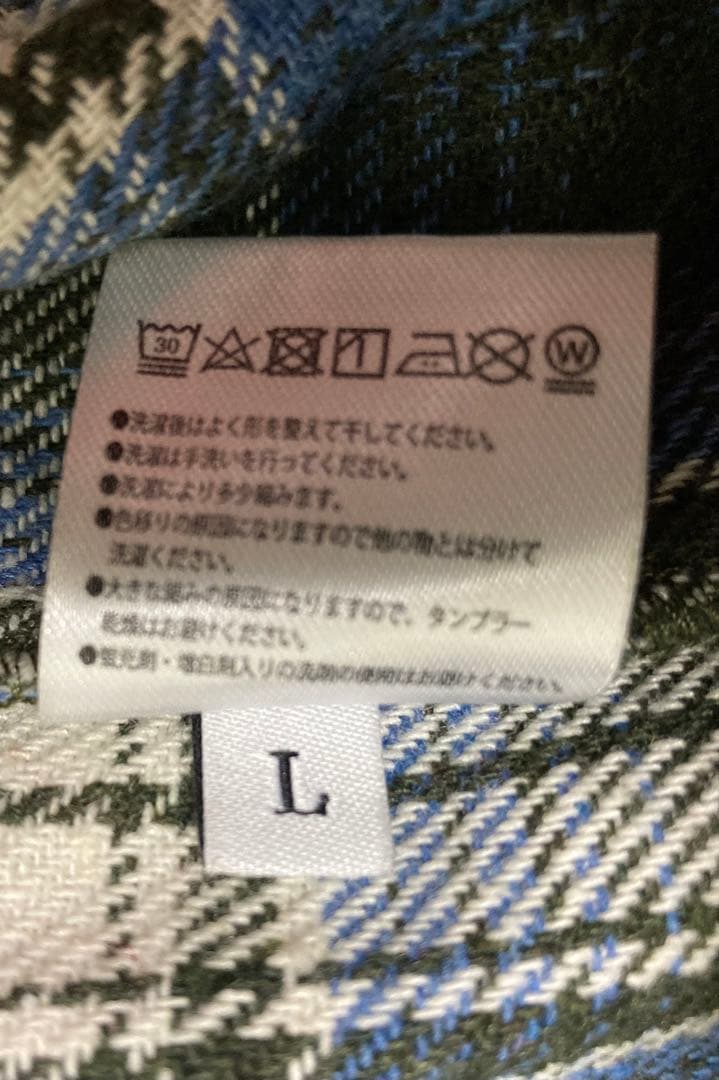 30 W
●洗濯後はよく形を整えて干してください。
●洗濯は手洗いを行ってください。
●洗濯により多少縮みます。
●色移りの原因になりますので他の物とは分けて
洗濯ください。
●大きな縮みの原因になりますので、タンブラー
乾燥はお避けください。
●蛍光剤・増白剤入りの洗剤の使用はお避けください。
L